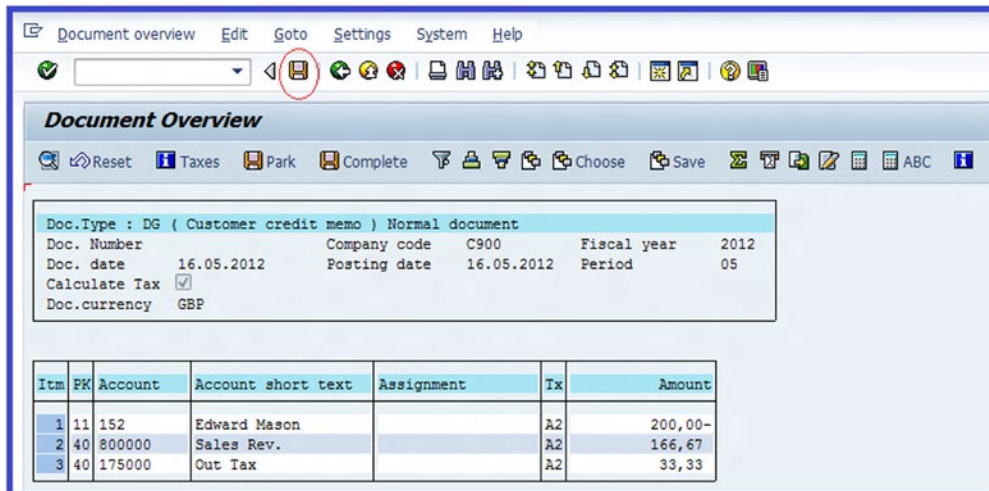 Document overview Edit Goto Settings System Help
Document Overview
Reset Taxes Park Complete Choose Save ABC
Doc.Type : DG ( Customer credit memo ) Normal document
Doc. Number Company code C900 Fiscal year 2012
Doc. date 16.05.2012 Posting date 16.05.2012 Period 05
Calculate Tax
Doc.currency GBP
Itm PK Account Account short text Assignment Tx Amount
1 11 152 Edward Mason A2 200,00-
2 40 800000 Sales Rev. A2 166,67
3 40 175000 Out Tax A2 33,33